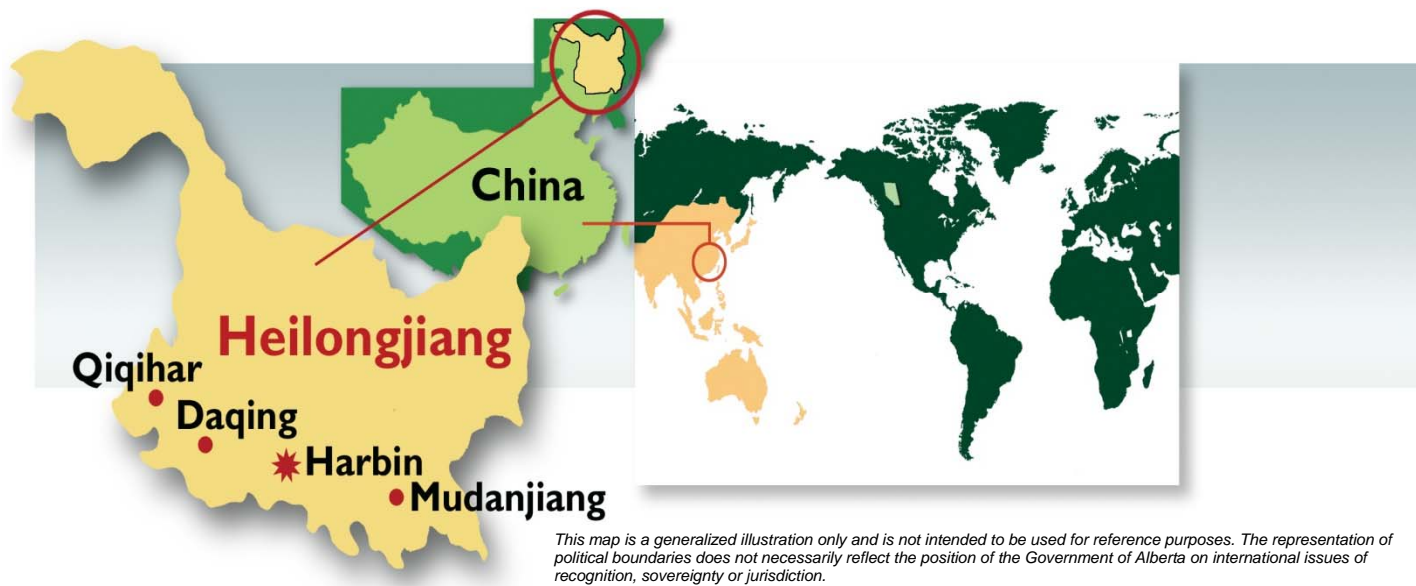 China
Heilongjiang
Qiqihar
Daqing
Harbin
Mudanjiang
This map is a generalized illustration only and is not intended to be used for reference purposes. The representation of
political boundaries does not necessarily reflect the position of the Government of Alberta on international issues of
recognition, sovereignty or jurisdiction.